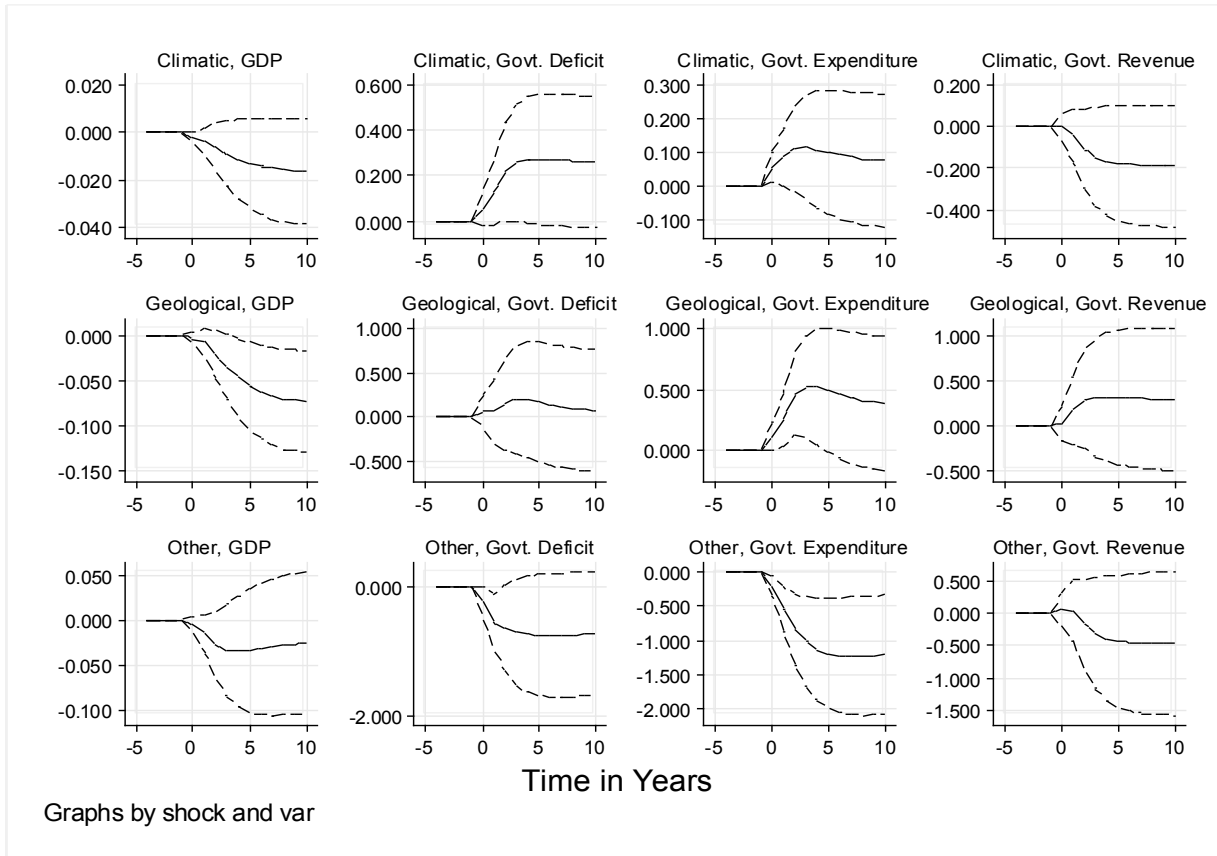 Climatic, GDP
0.020
0.000
-0.020
-0.040
-5 0 5 10
Climatic, Govt. Deficit
0.600
0.400
0.200
0.000
-5 0 5 10
Climatic, Govt. Expenditure
0.300
0.200
0.100
0.000
-0.100
-5 0 5 10
Climatic, Govt. Revenue
0.200
0.000
-0.200
-0.400
-5 0 5 10
Geological, GDP
0.000
-0.050
-0.100
-0.150
-5 0 5 10
Geological, Govt. Deficit
1.000
0.500
0.000
-0.500
-5 0 5 10
Geological, Govt. Expenditure
1.000
0.500
0.000
-5 0 5 10
Geological, Govt. Revenue
1.000
0.500
0.000
-0.500
-5 0 5 10
Other, GDP
0.050
0.000
-0.050
-0.100
-5 0 5 10
Other, Govt. Deficit
0.000
-2.000
-5 0 5 10
Other, Govt. Expenditure
0.000
-0.500
-1.000
-1.500
-2.000
-5 0 5 10
Other, Govt. Revenue
0.500
0.000
-0.500
-1.000
-1.500
-5 0 5 10
Time in Years
Graphs by shock and var